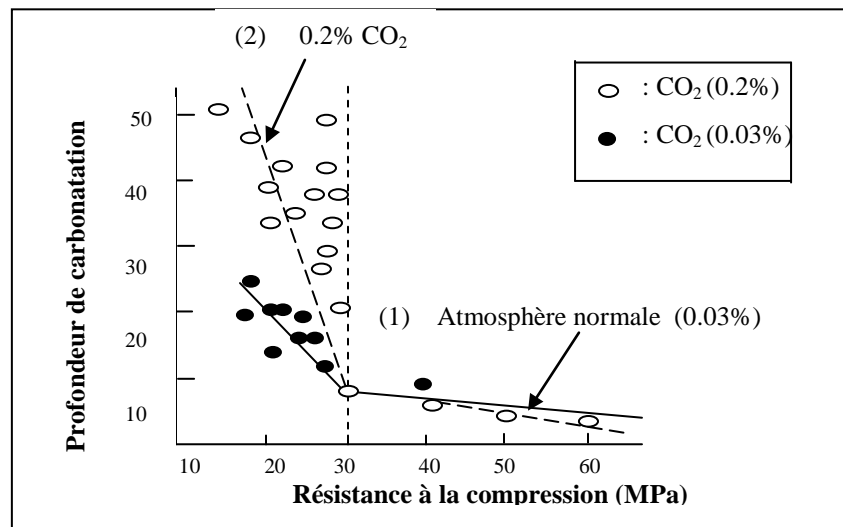 (2) 0.2% CO₂
: CO₂ (0.2%)
: CO₂ (0.03%)
50
40
30
20
10
Profondeur de carbonatation
(1) Atmosphère normale (0.03%)
10 20 30 40 50 60
Résistance à la compression (MPa)